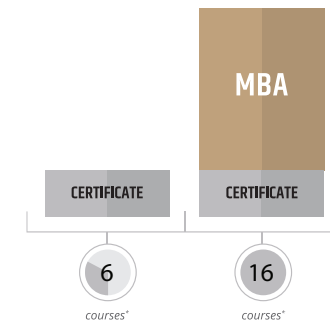 MBA
CERTIFICATE CERTIFICATE
6 16
courses* courses*